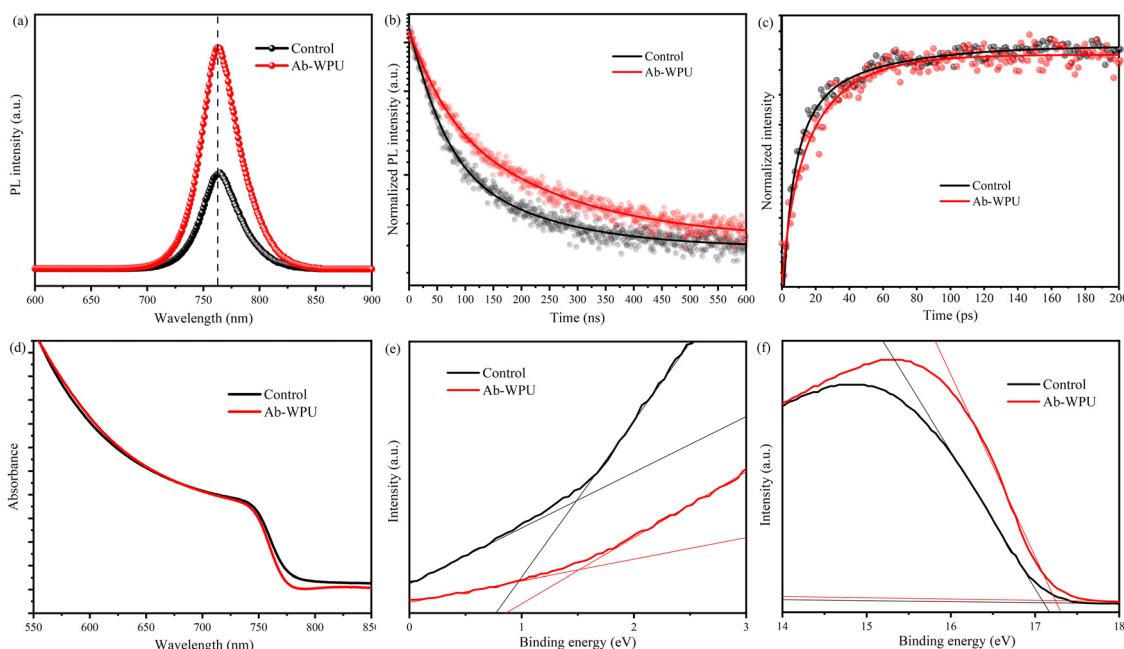 (a)
Control
Ab-WPU
PL intensity (a.u.)
600 650 700 750 800 850 900
Wavelength (nm)
(b)
Control
Ab-WPU
Normalized PL intensity (a.u.)
0 50 100 150 200 250 300 350 400 450 500 550 600
Time (ns)
(c)
Control
Ab-WPU
Normalized intensity
0 20 40 60 80 100 120 140 160 180 200
Time (ps)
(d)
Control
Ab-WPU
Absorbance
550 600 650 700 750 800 850
Wavelength (nm)
(e)
Control
Ab-WPU
Intensity (a.u.)
0 1 2 3
Binding energy (eV)
(f)
Control
Ab-WPU
Intensity (a.u.)
14 15 16 17 18
Binding energy (eV)